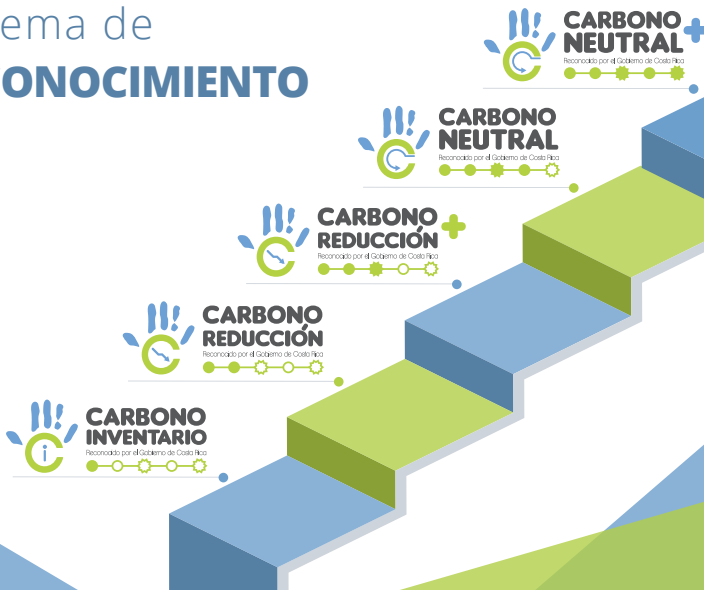 ema de
ONOCIMIENTO
CARBONO
NEUTRAL+
Reconocido por el Gobierno de Costa Rica
CARBONO
NEUTRAL
Reconocido por el Gobierno de Costa Rica
CARBONO
REDUCCIÓN+
Reconocido por el Gobierno de Costa Rica
CARBONO
REDUCCIÓN
Reconocido por el Gobierno de Costa Rica
i
CARBONO
INVENTARIO
Reconocido por el Gobierno de Costa Rica